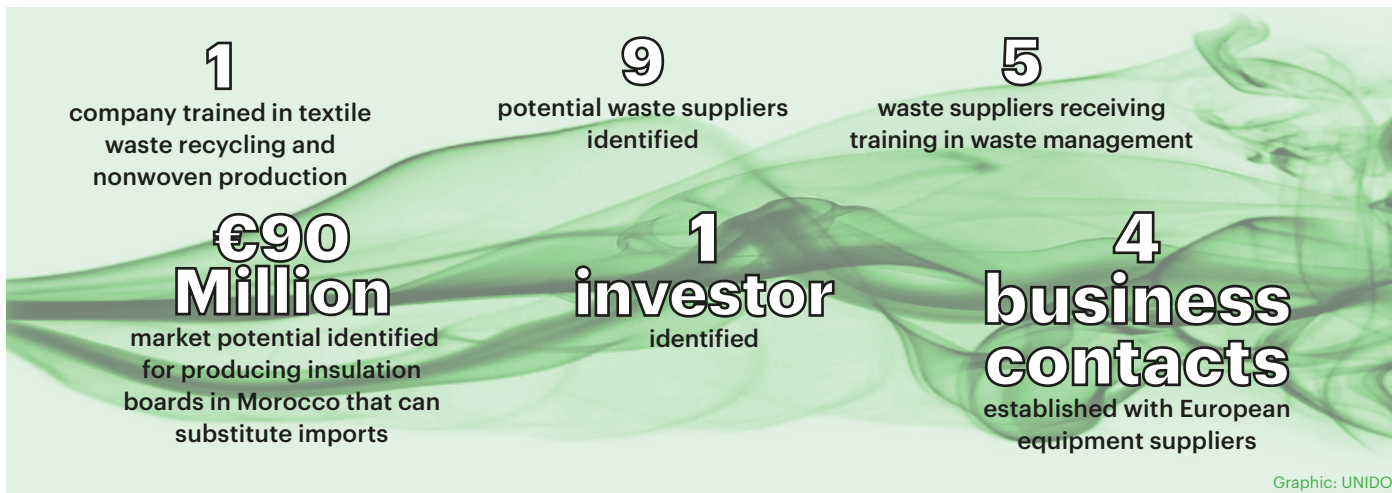 1
company trained in textile
waste recycling and
nonwoven production
9
potential waste suppliers
identified
5
waste suppliers receiving
training in waste management
€90
Million
market potential identified
for producing insulation
boards in Morocco that can
substitute imports
1
investor
identified
4
business
contacts
established with European
equipment suppliers
Graphic: UNIDO